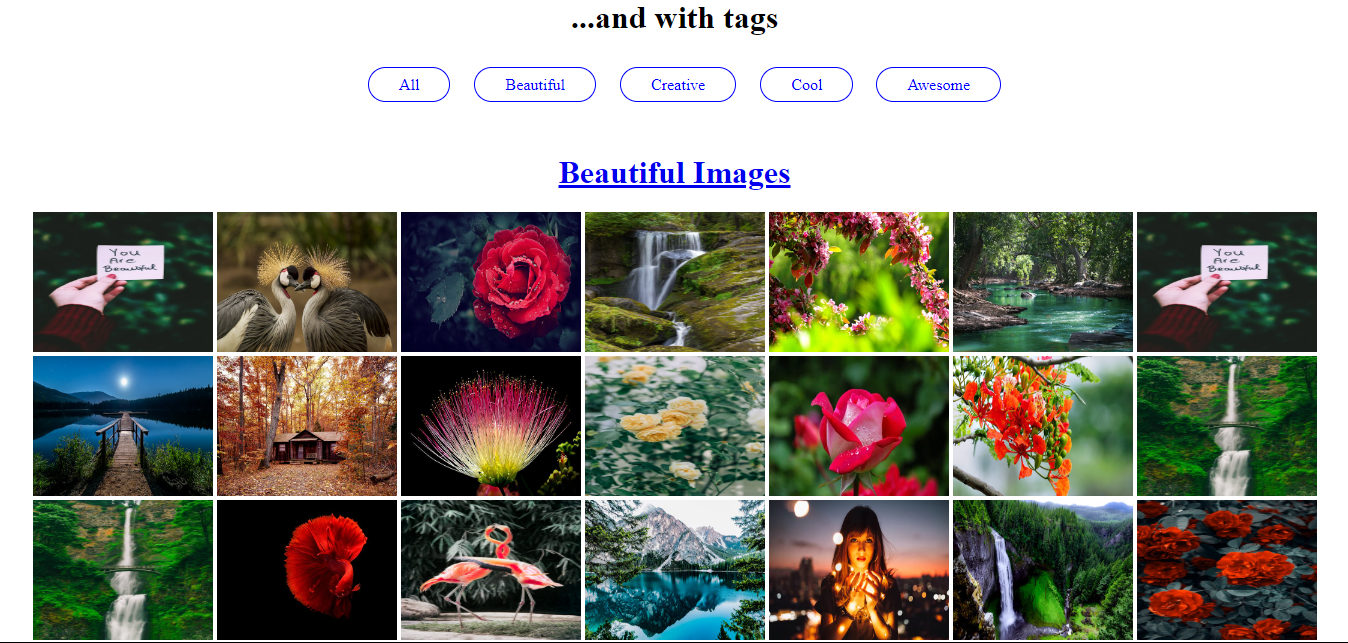 ...and with tags
All Beautiful Creative Cool Awesome
Beautiful Images
You
Are
Beautiful
You
Are
Beautiful